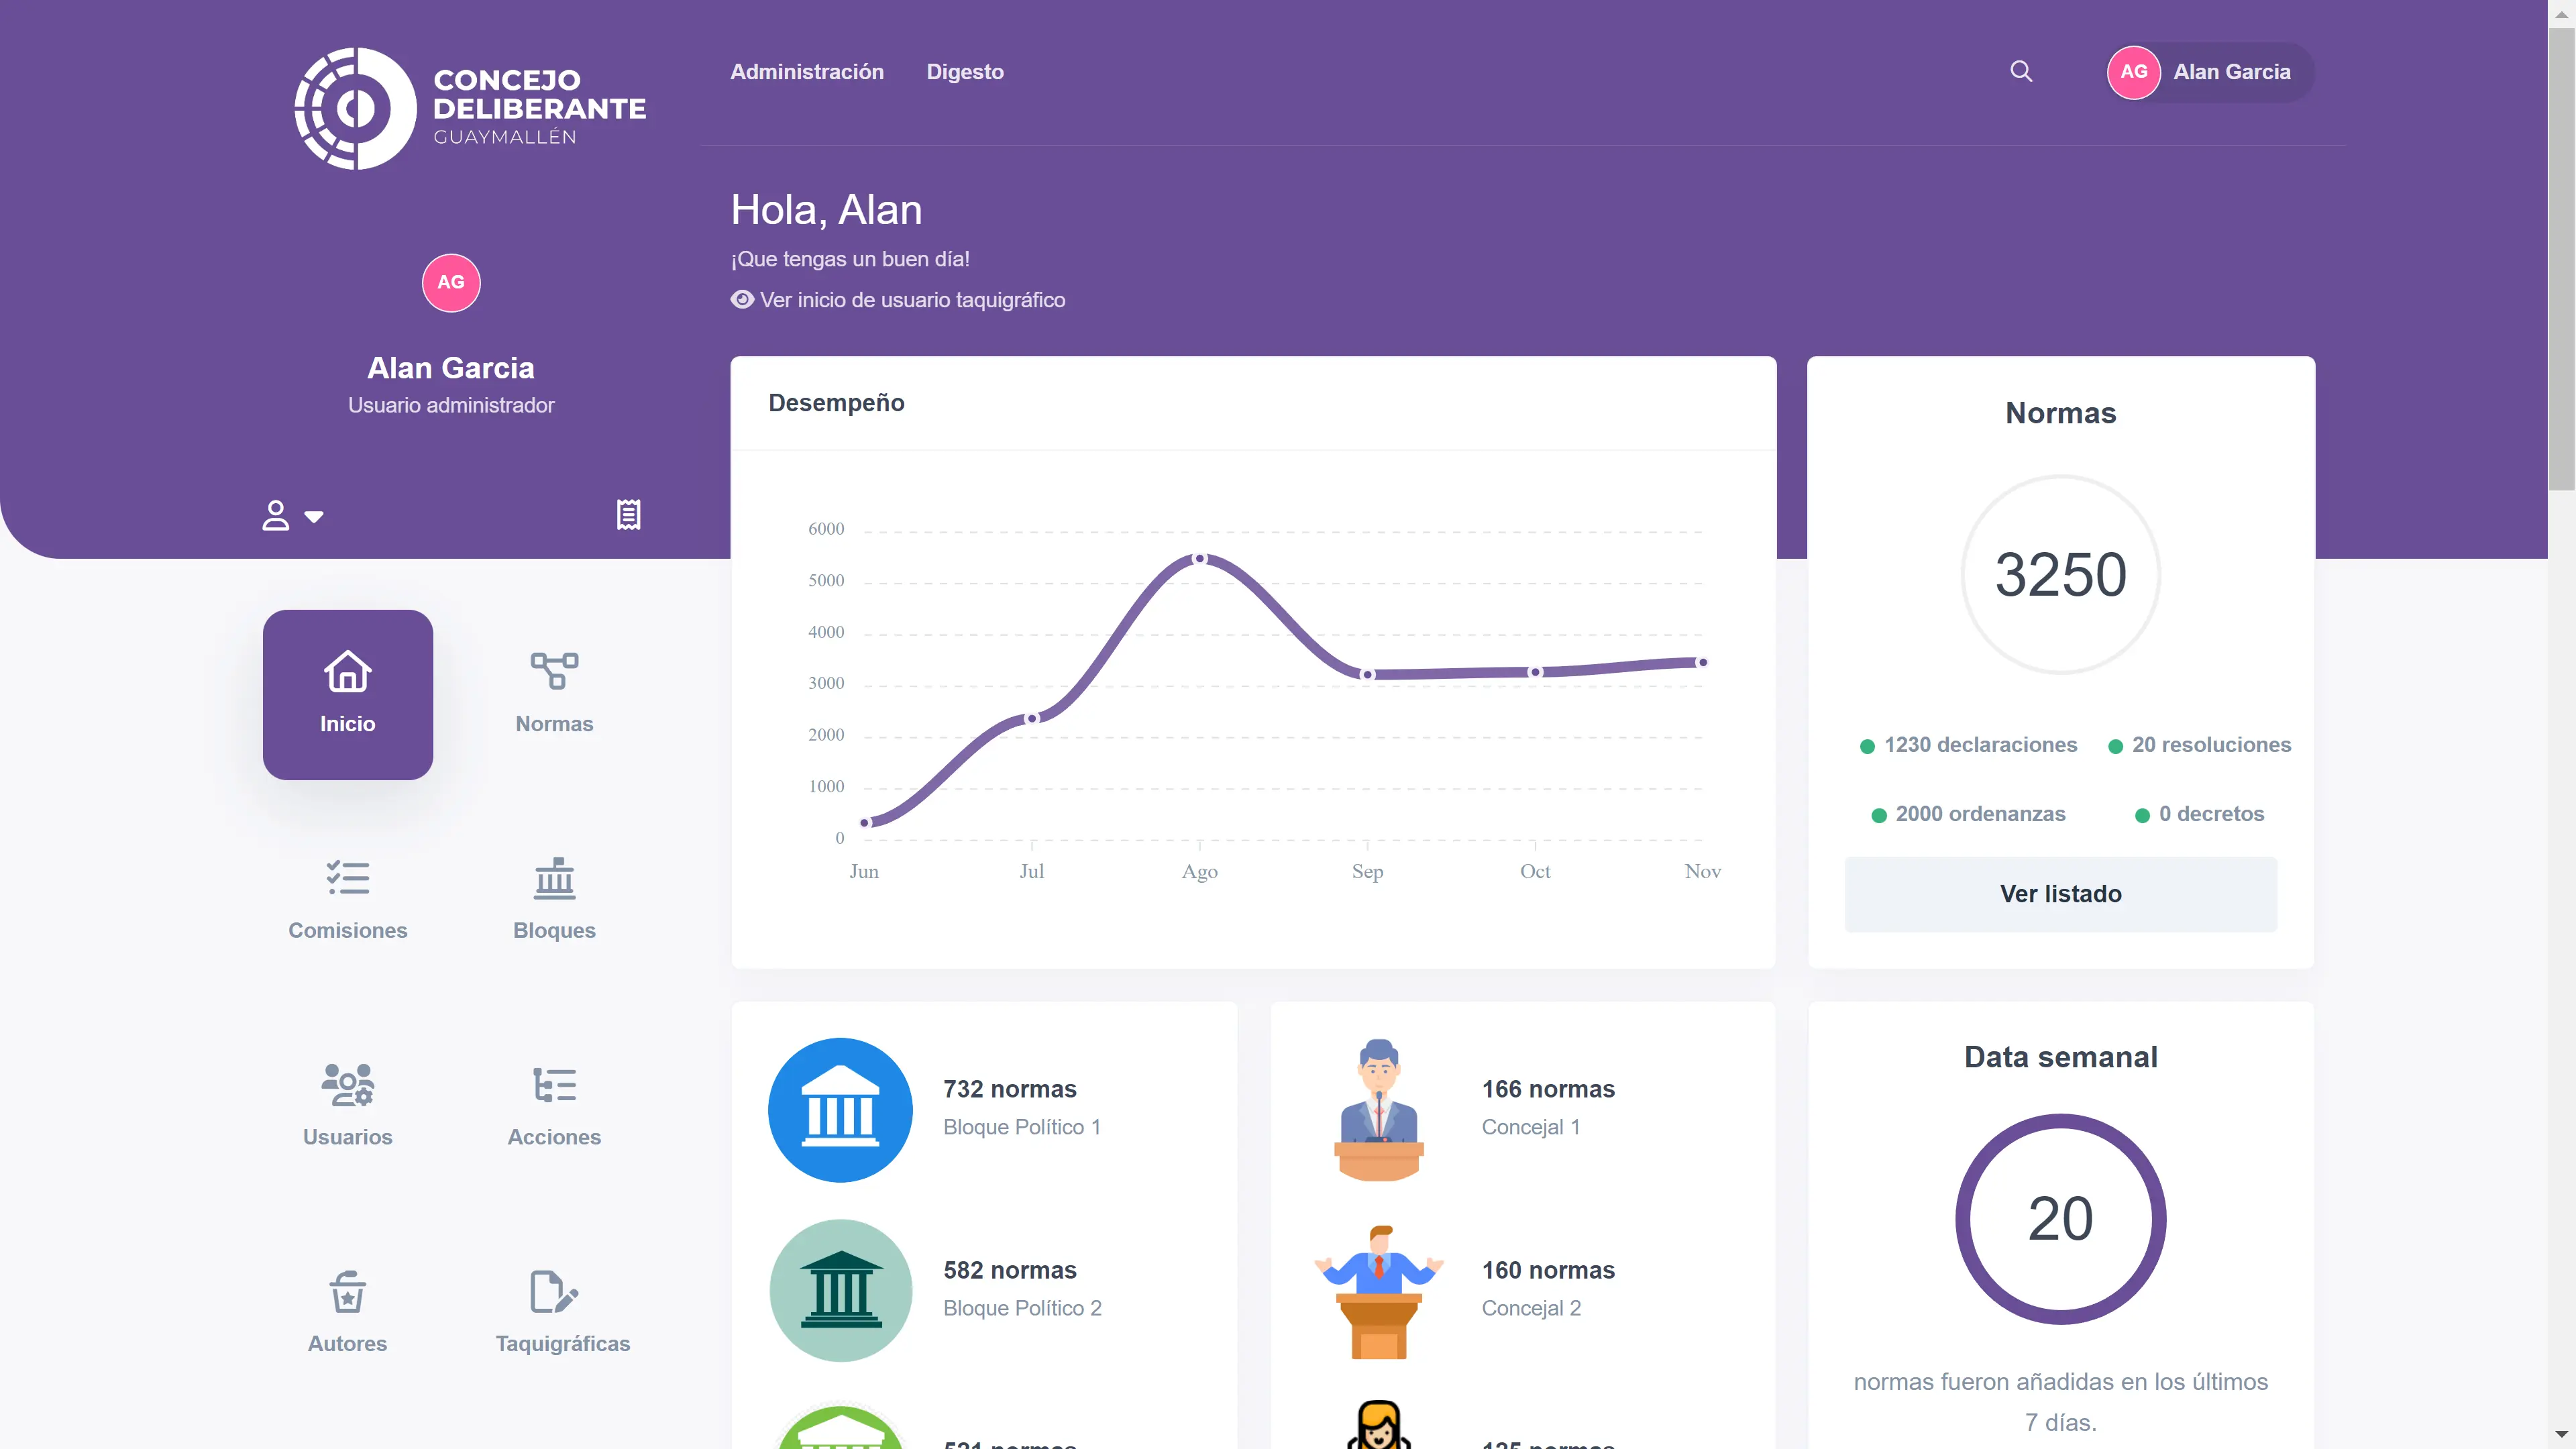 CONCEJO
DELIBERANTE
GUAYMALLÉN
Administración
Digesto
AG
Alan Garcia
Hola, Alan
¡Que tengas un buen día!
Ver inicio de usuario taquigráfico
AG
Alan Garcia
Usuario administrador
Inicio
Normas
Comisiones
Bloques
Usuarios
Acciones
Autores
Taquigráficas
Desempeño
6000
5000
4000
3000
2000
1000
0
Jun
Jul
Ago
Sep
Oct
Nov
Normas
3250
1230 declaraciones
20 resoluciones
2000 ordenanzas
0 decretos
Ver listado
732 normas
Bloque Político 1
582 normas
Bloque Político 2
166 normas
Concejal 1
160 normas
Concejal 2
Data semanal
20
normas fueron añadidas en los últimos
7 días.